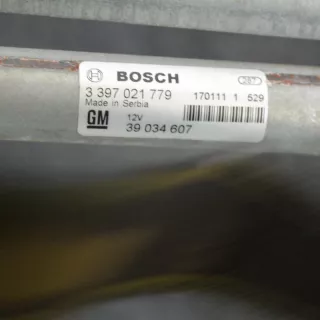 BOSCH
3 397 021 779 170111 1 529
Made in Serbia
GM 12V
39 034 607